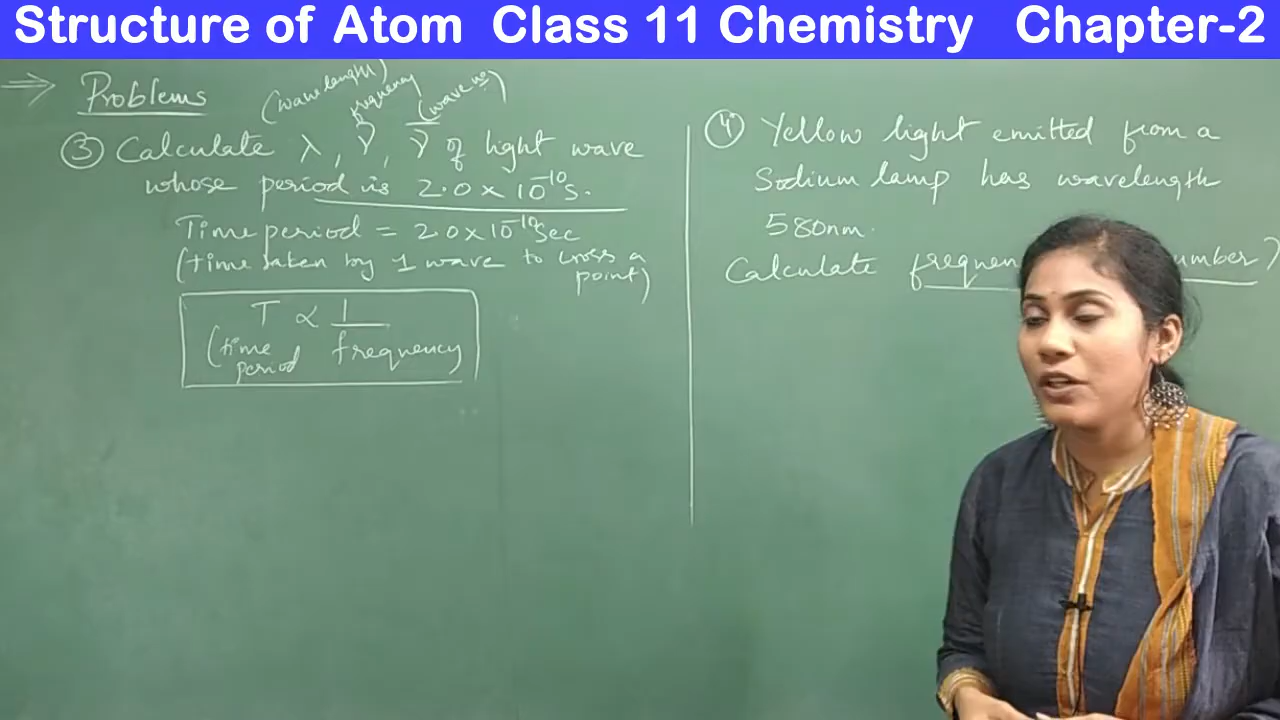 Structure of Atom Class 11 Chemistry Chapter-2
⇒ Problems
(wavelength) frequency (wave no)
③ Calculate λ, ν, ν̅ of light wave
whose period is 2.0 × 10⁻¹⁰ s.
Time period = 2.0 × 10⁻¹⁰ Sec
(time taken by 1 wave to cross a
point)
T ∝ 1
(time frequency
period
④ Yellow light emitted from a
Sodium lamp has wavelength
580nm.
Calculate frequen umber?